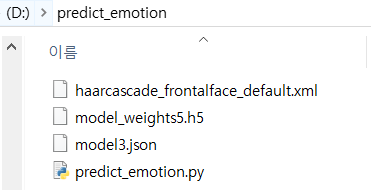 (D:) > predict_emotion
이름
haarcascade_frontalface_default.xml
model_weights5.h5
model3.json
predict_emotion.py